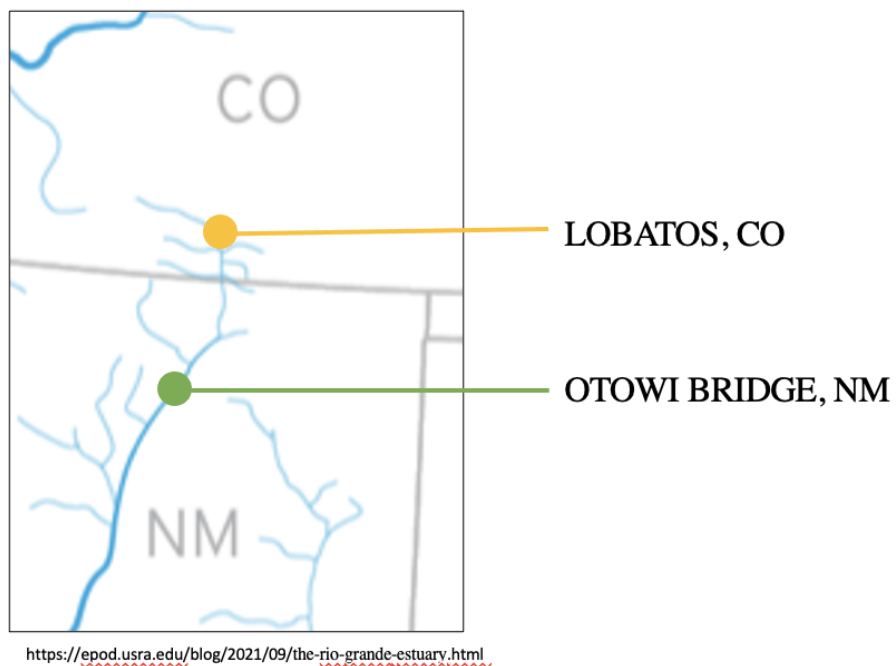 CO
LOBATOS, CO
OTOWI BRIDGE, NM
NM
https://epod.usra.edu/blog/2021/09/the-rio-grande-estuary.html